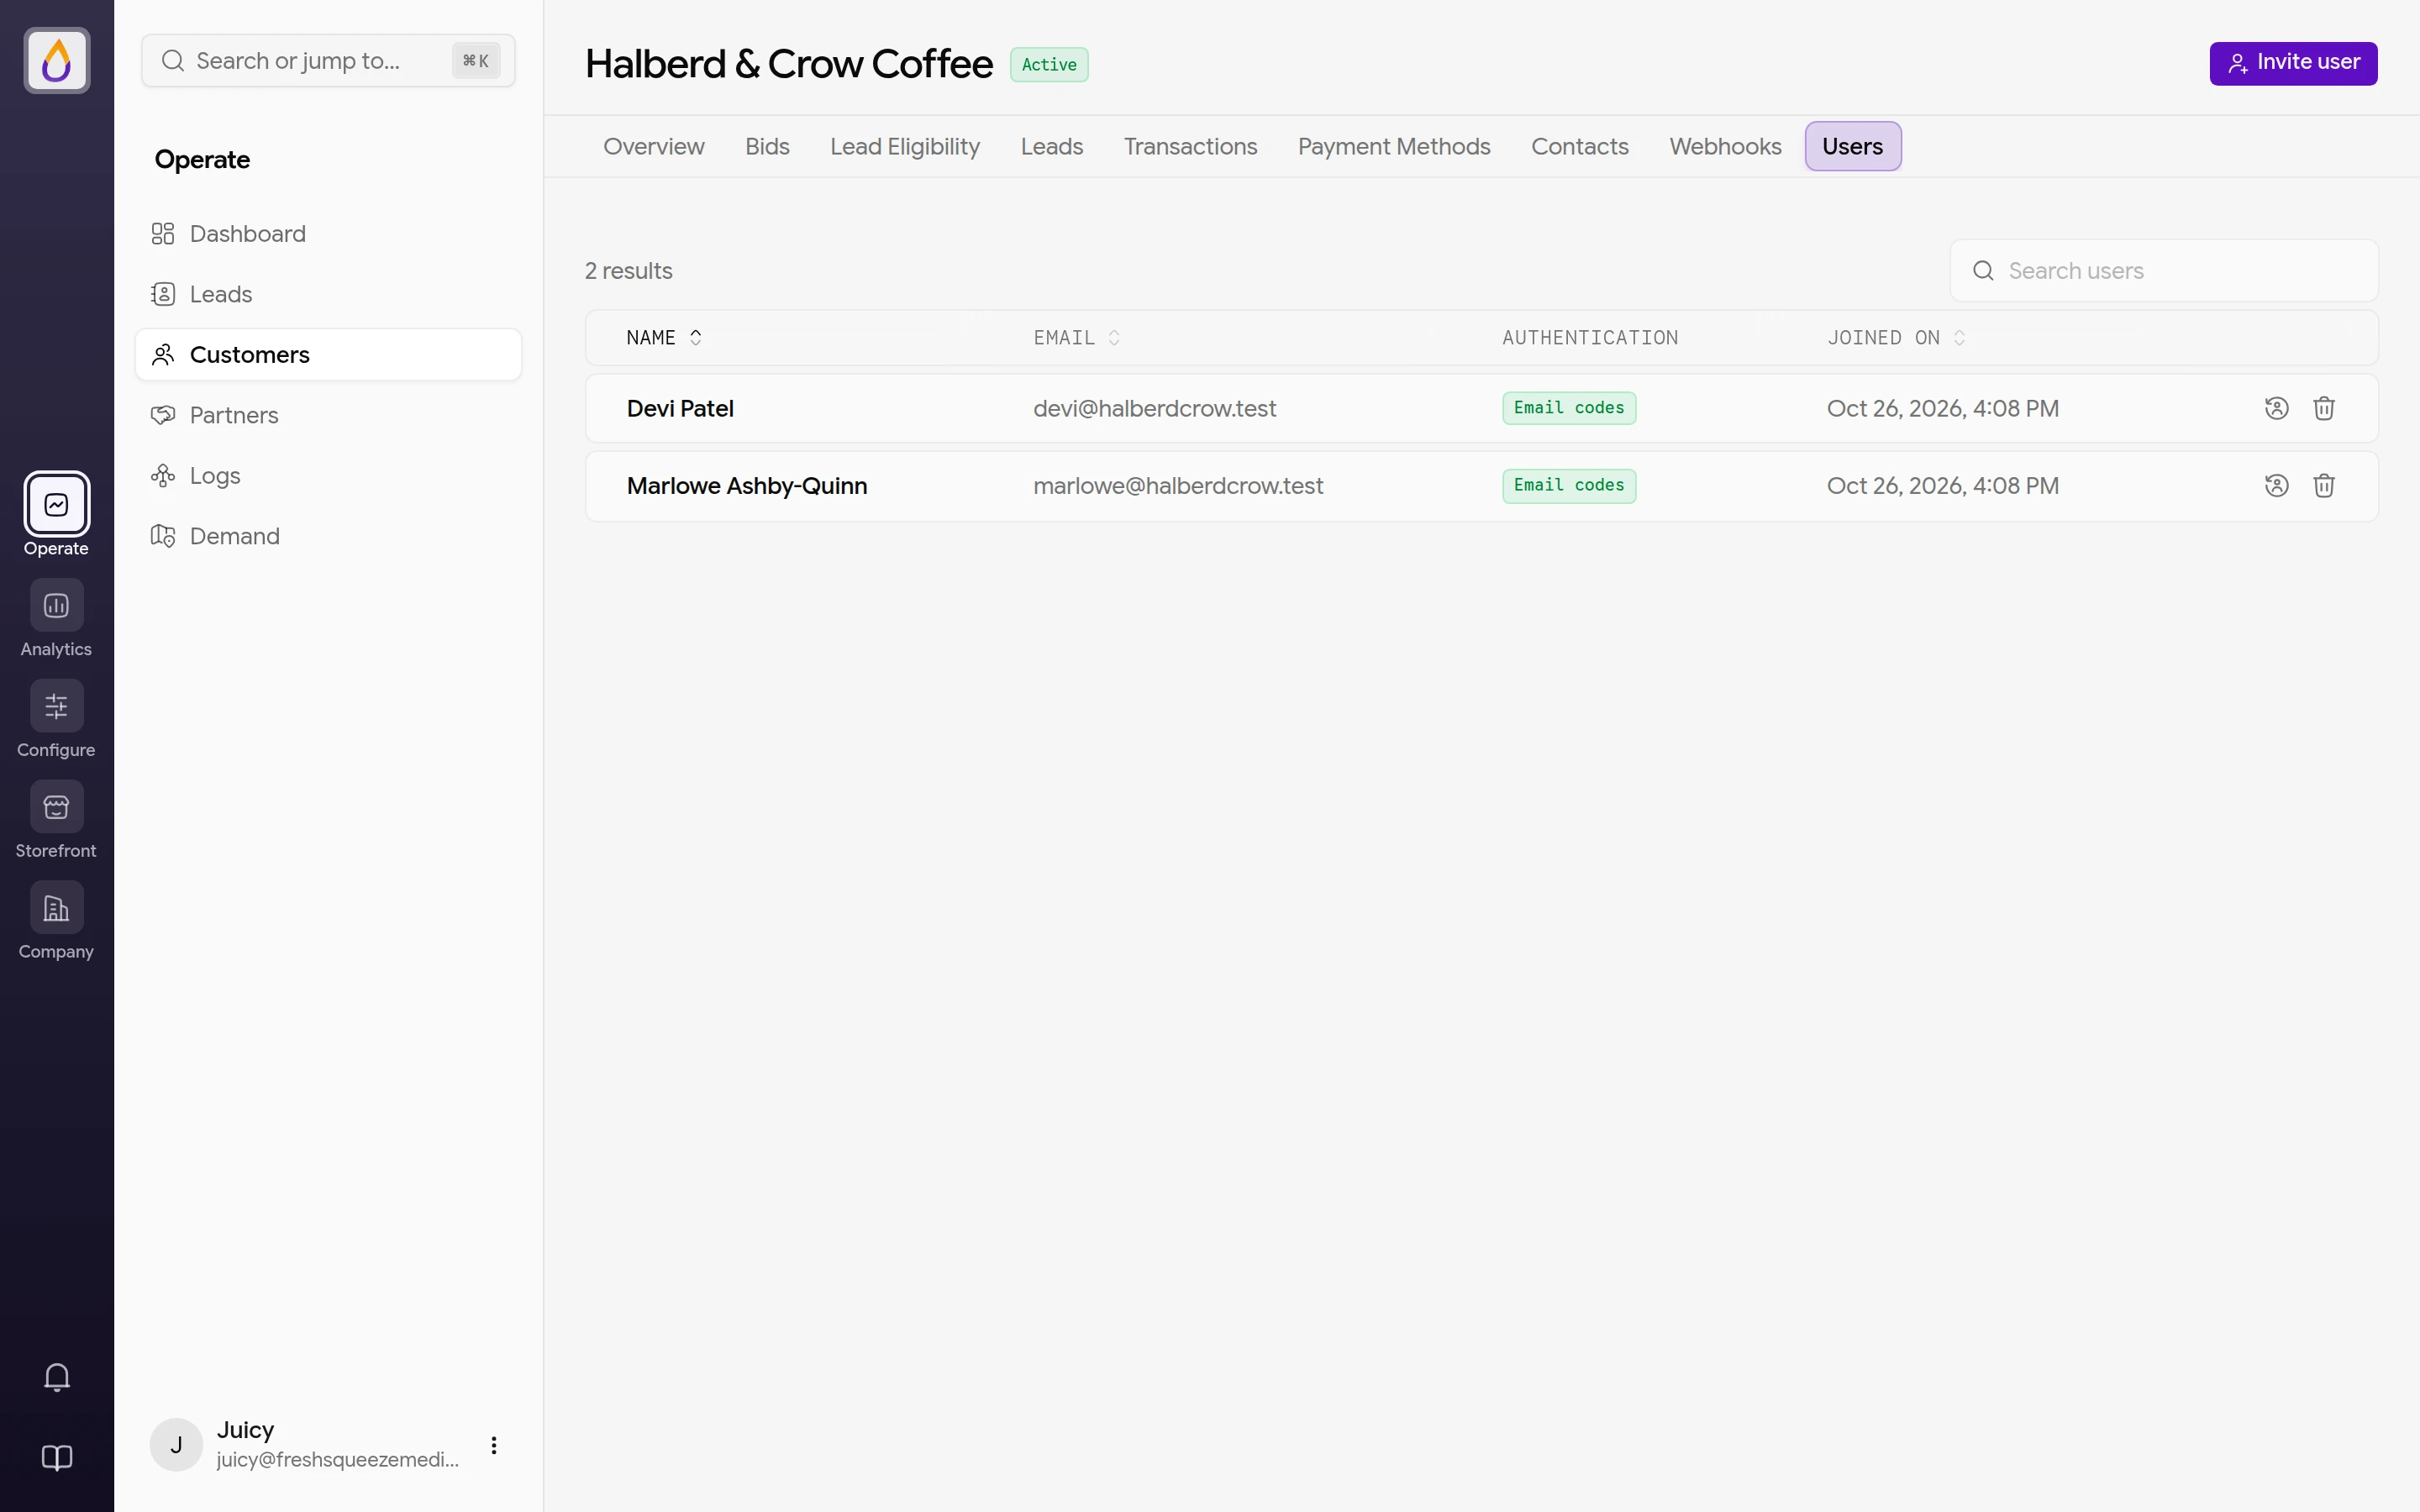 Search or jump to...
⌘K
Operate
Dashboard
Leads
Customers
Partners
Logs
Demand
Operate
Analytics
Configure
Storefront
Company
J
Juicy
juicy@freshsqueezemedi...
Halberd & Crow Coffee
Active
Invite user
Overview
Bids
Lead Eligibility
Leads
Transactions
Payment Methods
Contacts
Webhooks
Users
2 results
Search users
NAME
EMAIL
AUTHENTICATION
JOINED ON
Devi Patel
devi@halberdcrow.test
Email codes
Oct 26, 2026, 4:08 PM
Marlowe Ashby-Quinn
marlowe@halberdcrow.test
Email codes
Oct 26, 2026, 4:08 PM